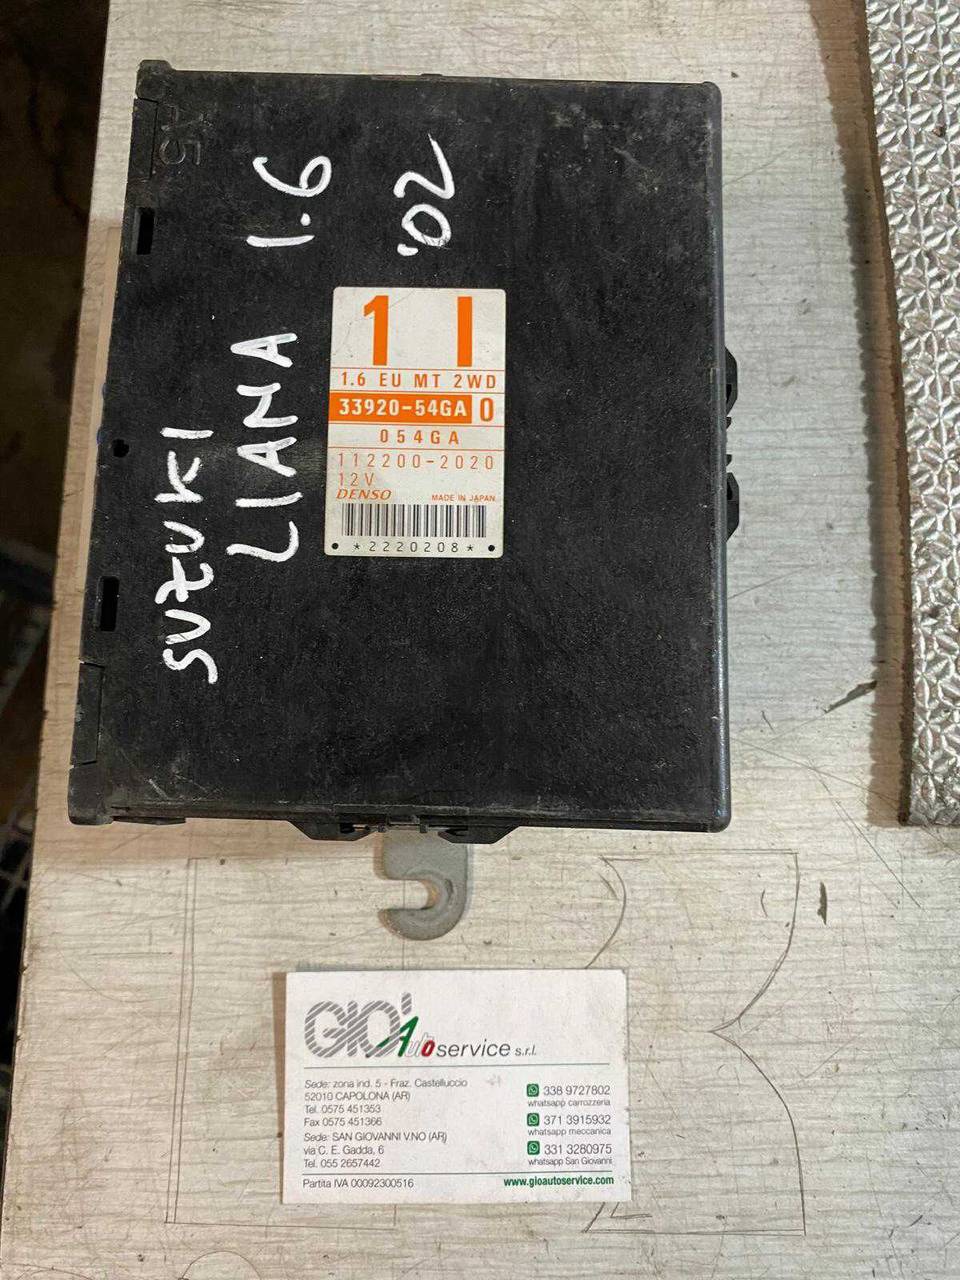 SUZUKI
LIANA 1.6
'02
1 I
1.6 EU MT 2WD
33920-54GA 0
054GA
112200-2020
12V
DENSO MADE IN JAPAN
*2220208*
GIO' Auto service s.r.l.
Sede: zona ind. 5 - Fraz. Castelluccio
52010 CAPOLONA (AR)
Tel. 0575 451353
Fax 0575 451366
Sede: SAN GIOVANNI V.NO (AR)
via C. E. Gadda, 6
Tel. 055 2657442
338 9727802
whatsapp carrozzeria
371 3915932
whatsapp meccanica
331 3280975
whatsapp San Giovanni
Partita IVA 00092300516
www.gioautoservice.com